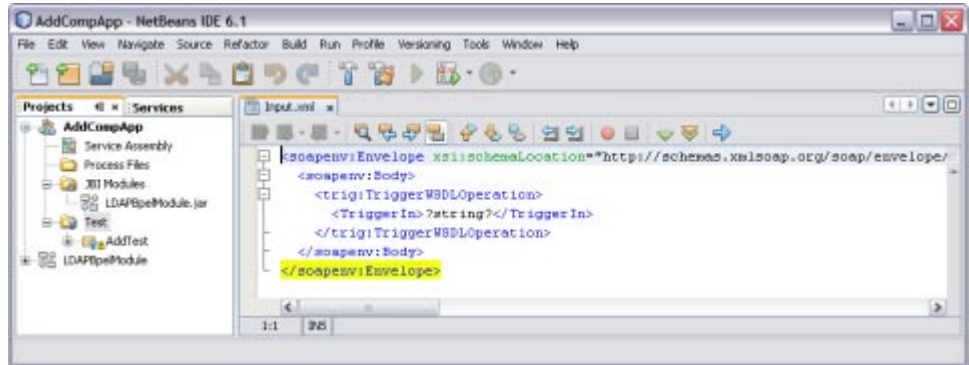 AddCompApp - NetBeans IDE 6.1
File Edit View Navigate Source Refactor Build Run Profile Versioning Tools Window Help
Projects Services
Input.xml
AddCompApp
Service Assembly
Process Files
JBI Modules
LDAPBpelModule.jar
Test
AddTest
LDAPBpelModule
<soapenv:Envelope xsi:schemaLocation="http://schemas.xmlsoap.org/soap/envelope/
<soapenv:Body>
<trig:TriggerWSDLOperation>
<TriggerIn>?string?</TriggerIn>
</trig:TriggerWSDLOperation>
</soapenv:Body>
</soapenv:Envelope>
1:1 INS